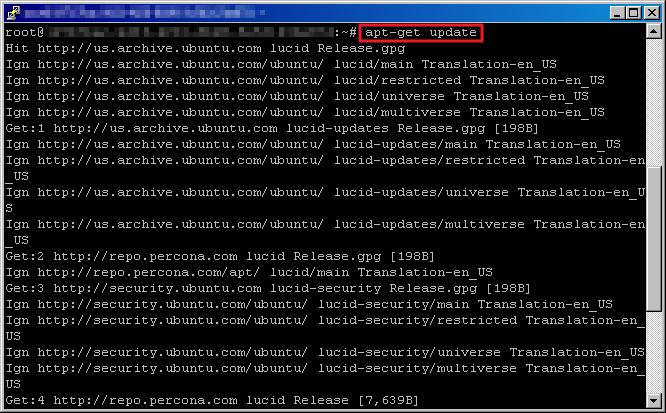 root@ :~# apt-get update
Hit http://us.archive.ubuntu.com lucid Release.gpg
Ign http://us.archive.ubuntu.com/ubuntu/ lucid/main Translation-en_US
Ign http://us.archive.ubuntu.com/ubuntu/ lucid/restricted Translation-en_US
Ign http://us.archive.ubuntu.com/ubuntu/ lucid/universe Translation-en_US
Ign http://us.archive.ubuntu.com/ubuntu/ lucid/multiverse Translation-en_US
Get:1 http://us.archive.ubuntu.com lucid-updates Release.gpg [198B]
Ign http://us.archive.ubuntu.com/ubuntu/ lucid-updates/main Translation-en_US
Ign http://us.archive.ubuntu.com/ubuntu/ lucid-updates/restricted Translation-en
_US
Ign http://us.archive.ubuntu.com/ubuntu/ lucid-updates/universe Translation-en_U
S
Ign http://us.archive.ubuntu.com/ubuntu/ lucid-updates/multiverse Translation-en
_US
Get:2 http://repo.percona.com lucid Release.gpg [198B]
Ign http://repo.percona.com/apt/ lucid/main Translation-en_US
Get:3 http://security.ubuntu.com lucid-security Release.gpg [198B]
Ign http://security.ubuntu.com/ubuntu/ lucid-security/main Translation-en_US
Ign http://security.ubuntu.com/ubuntu/ lucid-security/restricted Translation-en_
US
Ign http://security.ubuntu.com/ubuntu/ lucid-security/universe Translation-en_US
Ign http://security.ubuntu.com/ubuntu/ lucid-security/multiverse Translation-en_
US
Get:4 http://repo.percona.com lucid Release [7,639B]